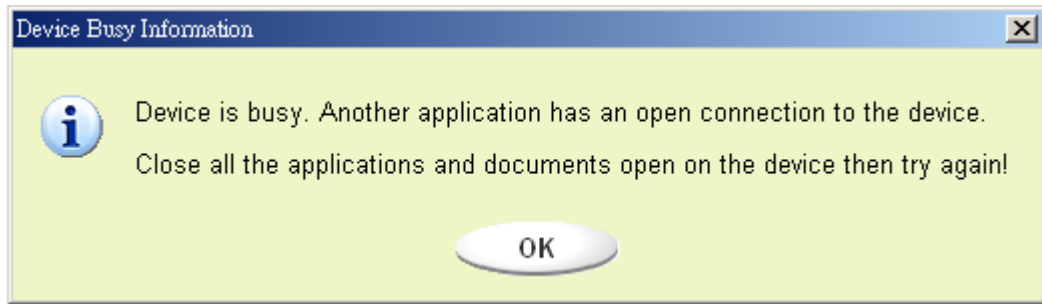 Device Busy Information
Device is busy. Another application has an open connection to the device.
Close all the applications and documents open on the device then try again!
OK